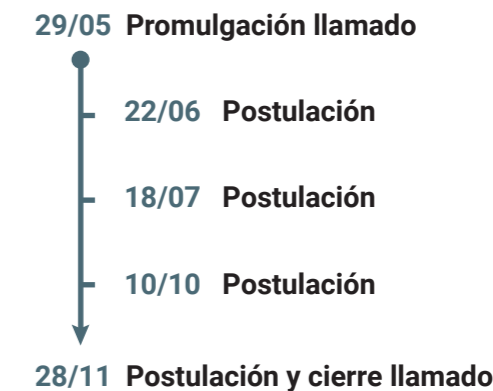 29/05 Promulgación llamado
22/06 Postulación
18/07 Postulación
10/10 Postulación
28/11 Postulación y cierre llamado